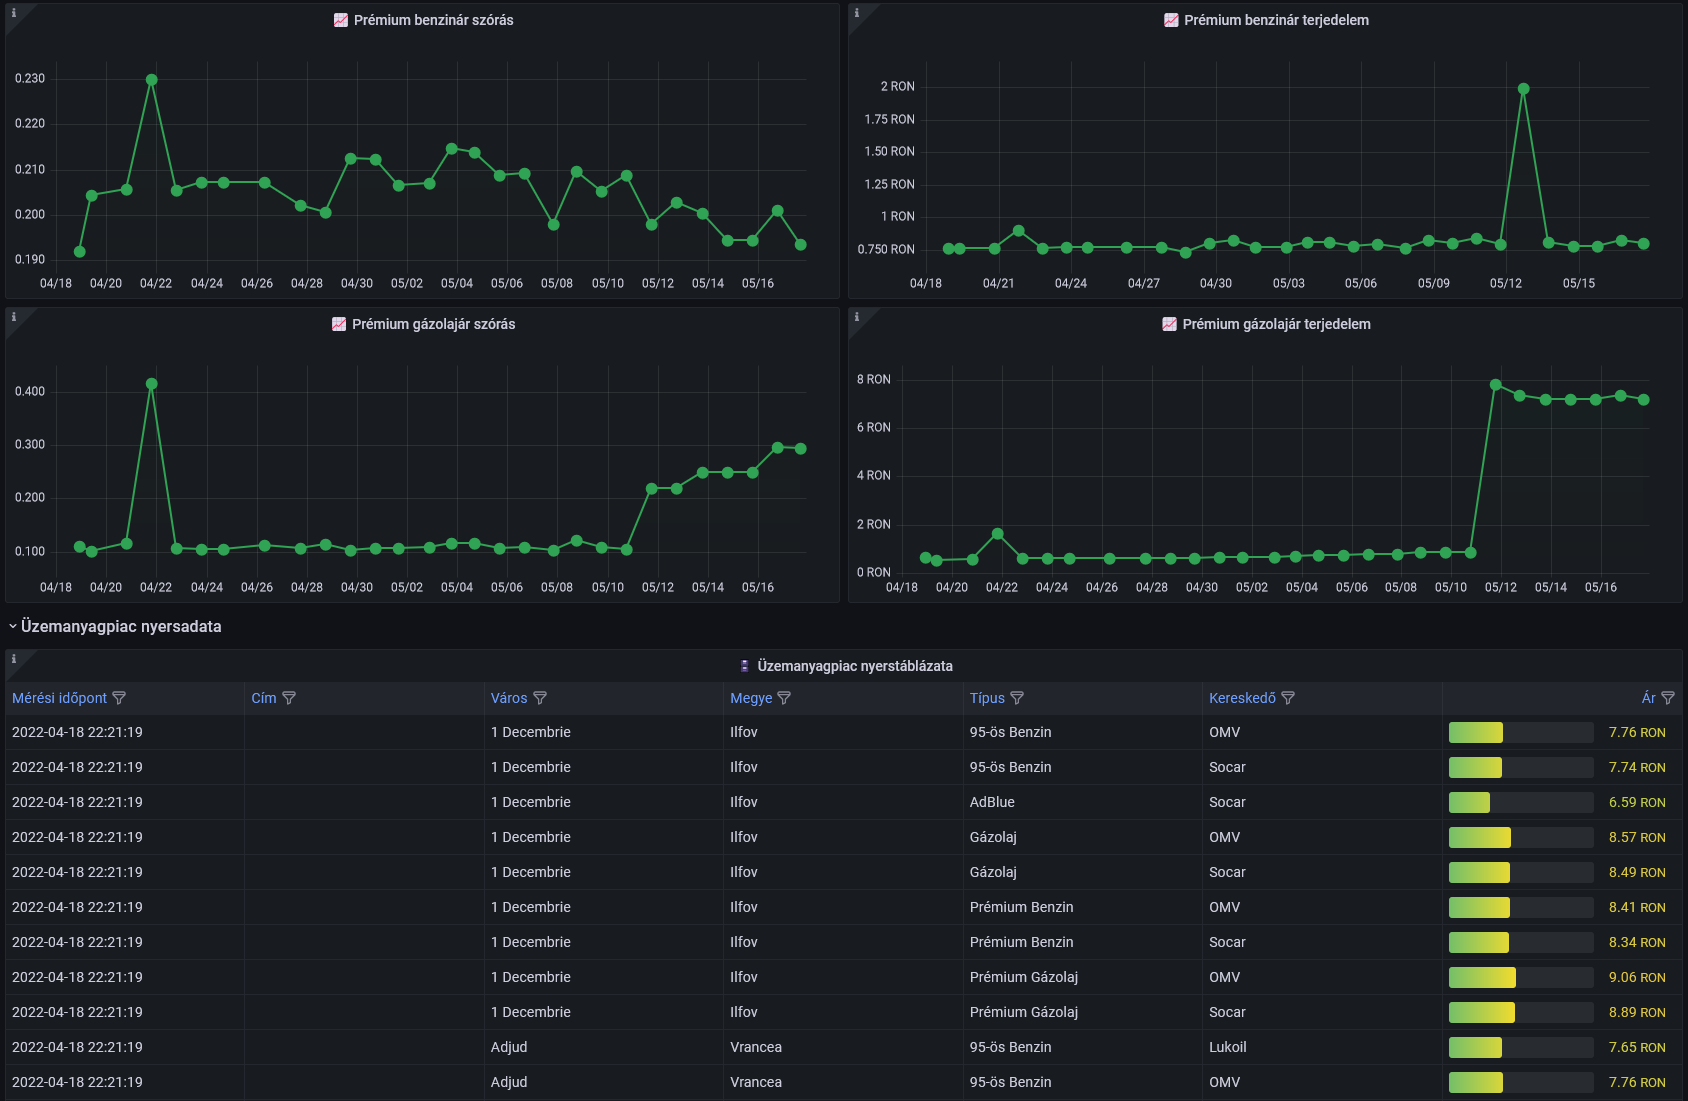 Prémium benzinár szórás
0.230
0.220
0.210
0.200
0.190
04/18 04/20 04/22 04/24 04/26 04/28 04/30 05/02 05/04 05/06 05/08 05/10 05/12 05/14 05/16
Prémium benzinár terjedelem
2 RON
1.75 RON
1.50 RON
1.25 RON
1 RON
0.750 RON
04/18 04/21 04/24 04/27 04/30 05/03 05/06 05/09 05/12 05/15
Prémium gázolajár szórás
0.400
0.300
0.200
0.100
04/18 04/20 04/22 04/24 04/26 04/28 04/30 05/02 05/04 05/06 05/08 05/10 05/12 05/14 05/16
Prémium gázolajár terjedelem
8 RON
6 RON
4 RON
2 RON
0 RON
04/18 04/20 04/22 04/24 04/26 04/28 04/30 05/02 05/04 05/06 05/08 05/10 05/12 05/14 05/16
Üzemanyagpiac nyersadata
Üzemanyagpiac nyerstáblázata
Mérési időpont Cím Város Megye Típus Kereskedő Ár
2022-04-18 22:21:19 1 Decembrie Ilfov 95-ös Benzin OMV 7.76 RON
2022-04-18 22:21:19 1 Decembrie Ilfov 95-ös Benzin Socar 7.74 RON
2022-04-18 22:21:19 1 Decembrie Ilfov AdBlue Socar 6.59 RON
2022-04-18 22:21:19 1 Decembrie Ilfov Gázolaj OMV 8.57 RON
2022-04-18 22:21:19 1 Decembrie Ilfov Gázolaj Socar 8.49 RON
2022-04-18 22:21:19 1 Decembrie Ilfov Prémium Benzin OMV 8.41 RON
2022-04-18 22:21:19 1 Decembrie Ilfov Prémium Benzin Socar 8.34 RON
2022-04-18 22:21:19 1 Decembrie Ilfov Prémium Gázolaj OMV 9.06 RON
2022-04-18 22:21:19 1 Decembrie Ilfov Prémium Gázolaj Socar 8.89 RON
2022-04-18 22:21:19 Adjud Vrancea 95-ös Benzin Lukoil 7.65 RON
2022-04-18 22:21:19 Adjud Vrancea 95-ös Benzin OMV 7.76 RON